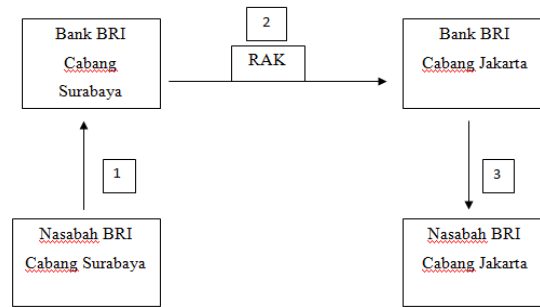 Bank BRI
Cabang
Surabaya
2
RAK
Bank BRI
Cabang Jakarta
1
3
Nasabah BRI
Cabang Surabaya
Nasabah BRI
Cabang Jakarta